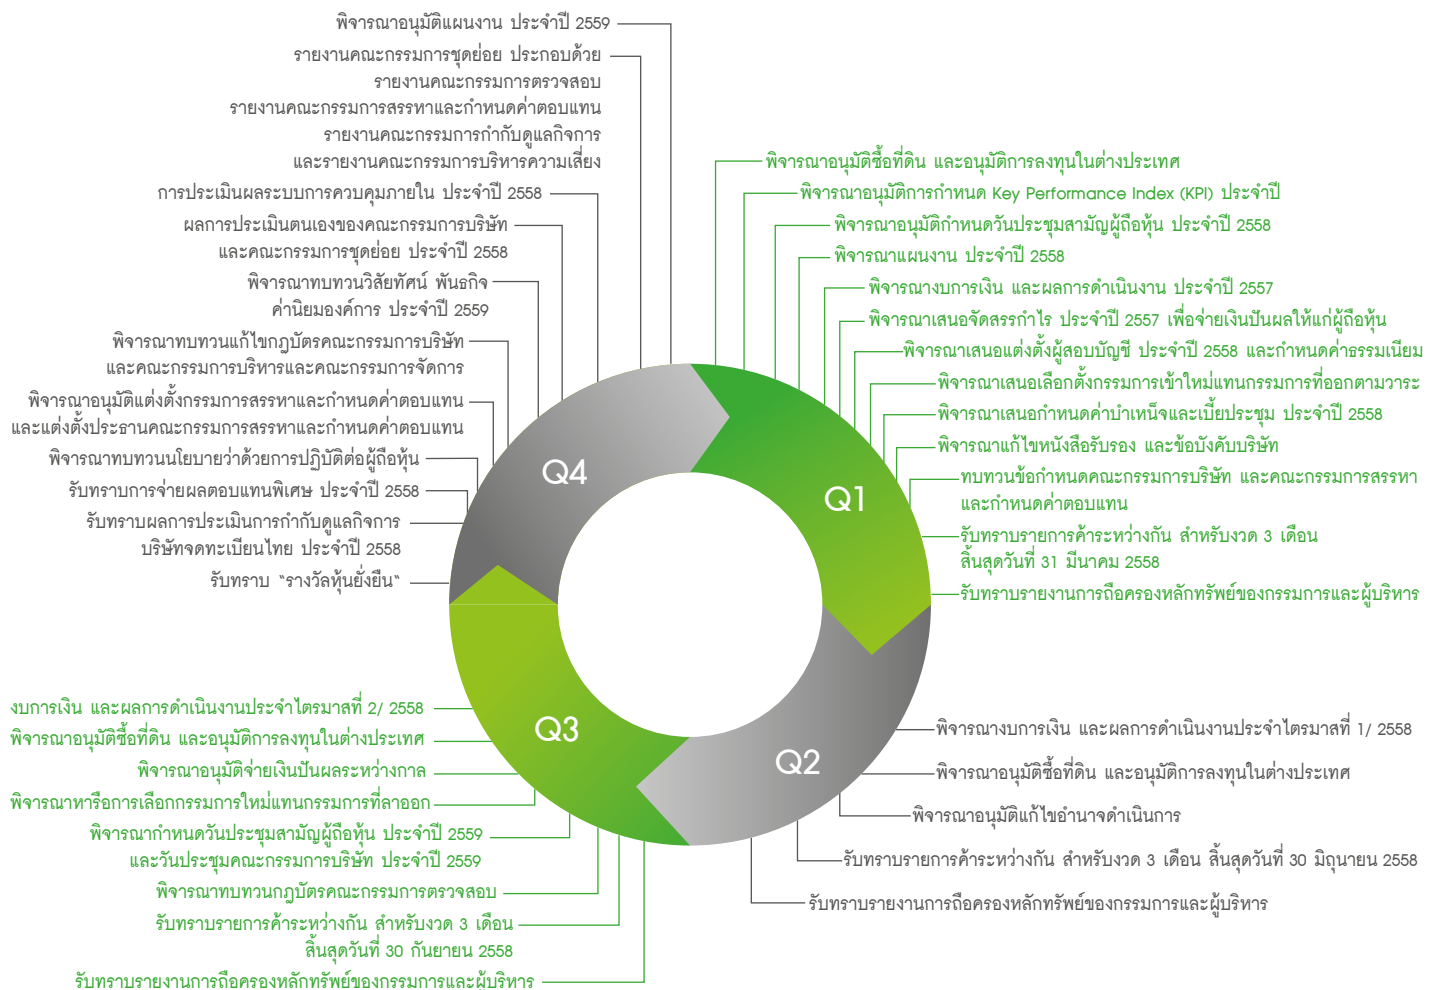 พิจารณาอนุมัติแผนงาน ประจำปี 2559
รายงานคณะกรรมการชุดย่อย ประกอบด้วย
รายงานคณะกรรมการตรวจสอบ
รายงานคณะกรรมการสรรหาและกำหนดค่าตอบแทน
รายงานคณะกรรมการกำกับดูแลกิจการ
และรายงานคณะกรรมการบริหารความเสี่ยง
การประเมินผลระบบการควบคุมภายใน ประจำปี 2558
ผลการประเมินตนเองของคณะกรรมการบริษัท
และคณะกรรมการชุดย่อย ประจำปี 2558
พิจารณาทบทวนวิสัยทัศน์ พันธกิจ
ค่านิยมองค์การ ประจำปี 2559
พิจารณาทบทวนแก้ไขกฎบัตรคณะกรรมการบริษัท
และคณะกรรมการบริหารและคณะกรรมการจัดการ
พิจารณาอนุมัติแต่งตั้งกรรมการสรรหาและกำหนดค่าตอบแทน
และแต่งตั้งประธานคณะกรรมการสรรหาและกำหนดค่าตอบแทน
พิจารณาทบทวนนโยบายว่าด้วยการปฏิบัติต่อผู้ถือหุ้น
รับทราบการจ่ายผลตอบแทนพิเศษ ประจำปี 2558
รับทราบผลการประเมินการกำกับดูแลกิจการ
บริษัทจดทะเบียนไทย ประจำปี 2558
รับทราบ "รางวัลหุ้นยั่งยืน"
Q4
พิจารณาอนุมัติซื้อที่ดิน และอนุมัติการลงทุนในต่างประเทศ
พิจารณาอนุมัติการกำหนด Key Performance Index (KPI) ประจำปี
พิจารณาอนุมัติกำหนดวันประชุมสามัญผู้ถือหุ้น ประจำปี 2558
พิจารณาแผนงาน ประจำปี 2558
พิจารณางบการเงิน และผลการดำเนินงาน ประจำปี 2557
พิจารณาเสนอจัดสรรกำไร ประจำปี 2557 เพื่อจ่ายเงินปันผลให้แก่ผู้ถือหุ้น
พิจารณาเสนอแต่งตั้งผู้สอบบัญชี ประจำปี 2558 และกำหนดค่าธรรมเนียม
พิจารณาเสนอเลือกตั้งกรรมการเข้าใหม่แทนกรรมการที่ออกตามวาระ
พิจารณาเสนอกำหนดค่าบำเหน็จและเบี้ยประชุม ประจำปี 2558
พิจารณาแก้ไขหนังสือรับรอง และข้อบังคับบริษัท
ทบทวนข้อกำหนดคณะกรรมการบริษัท และคณะกรรมการสรรหา
และกำหนดค่าตอบแทน
รับทราบรายการค้าระหว่างกัน สำหรับงวด 3 เดือน
สิ้นสุดวันที่ 31 มีนาคม 2558
รับทราบรายงานการถือครองหลักทรัพย์ของกรรมการและผู้บริหาร
Q1
งบการเงิน และผลการดำเนินงานประจำไตรมาสที่ 2/ 2558
พิจารณาอนุมัติซื้อที่ดิน และอนุมัติการลงทุนในต่างประเทศ
พิจารณาอนุมัติจ่ายเงินปันผลระหว่างกาล
พิจารณาหารือการเลือกกรรมการใหม่แทนกรรมการที่ลาออก
พิจารณากำหนดวันประชุมสามัญผู้ถือหุ้น ประจำปี 2559
และวันประชุมคณะกรรมการบริษัท ประจำปี 2559
พิจารณาทบทวนกฎบัตรคณะกรรมการตรวจสอบ
รับทราบรายการค้าระหว่างกัน สำหรับงวด 3 เดือน
สิ้นสุดวันที่ 30 กันยายน 2558
รับทราบรายงานการถือครองหลักทรัพย์ของกรรมการและผู้บริหาร
Q3
Q2
พิจารณางบการเงิน และผลการดำเนินงานประจำไตรมาสที่ 1/ 2558
พิจารณาอนุมัติซื้อที่ดิน และอนุมัติการลงทุนในต่างประเทศ
พิจารณาอนุมัติแก้ไขอำนาจดำเนินการ
รับทราบรายการค้าระหว่างกัน สำหรับงวด 3 เดือน สิ้นสุดวันที่ 30 มิถุนายน 2558
รับทราบรายงานการถือครองหลักทรัพย์ของกรรมการและผู้บริหาร